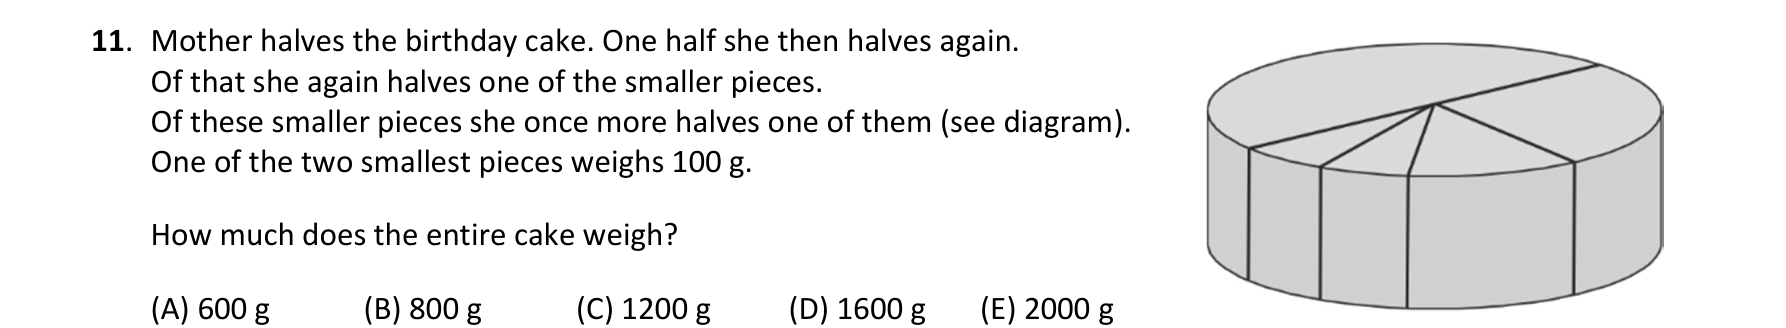 11. Mother halves the birthday cake. One half she then halves again.
Of that she again halves one of the smaller pieces.
Of these smaller pieces she once more halves one of them (see diagram).
One of the two smallest pieces weighs 100 g.
How much does the entire cake weigh?
(A) 600 g (B) 800 g (C) 1200 g (D) 1600 g (E) 2000 g